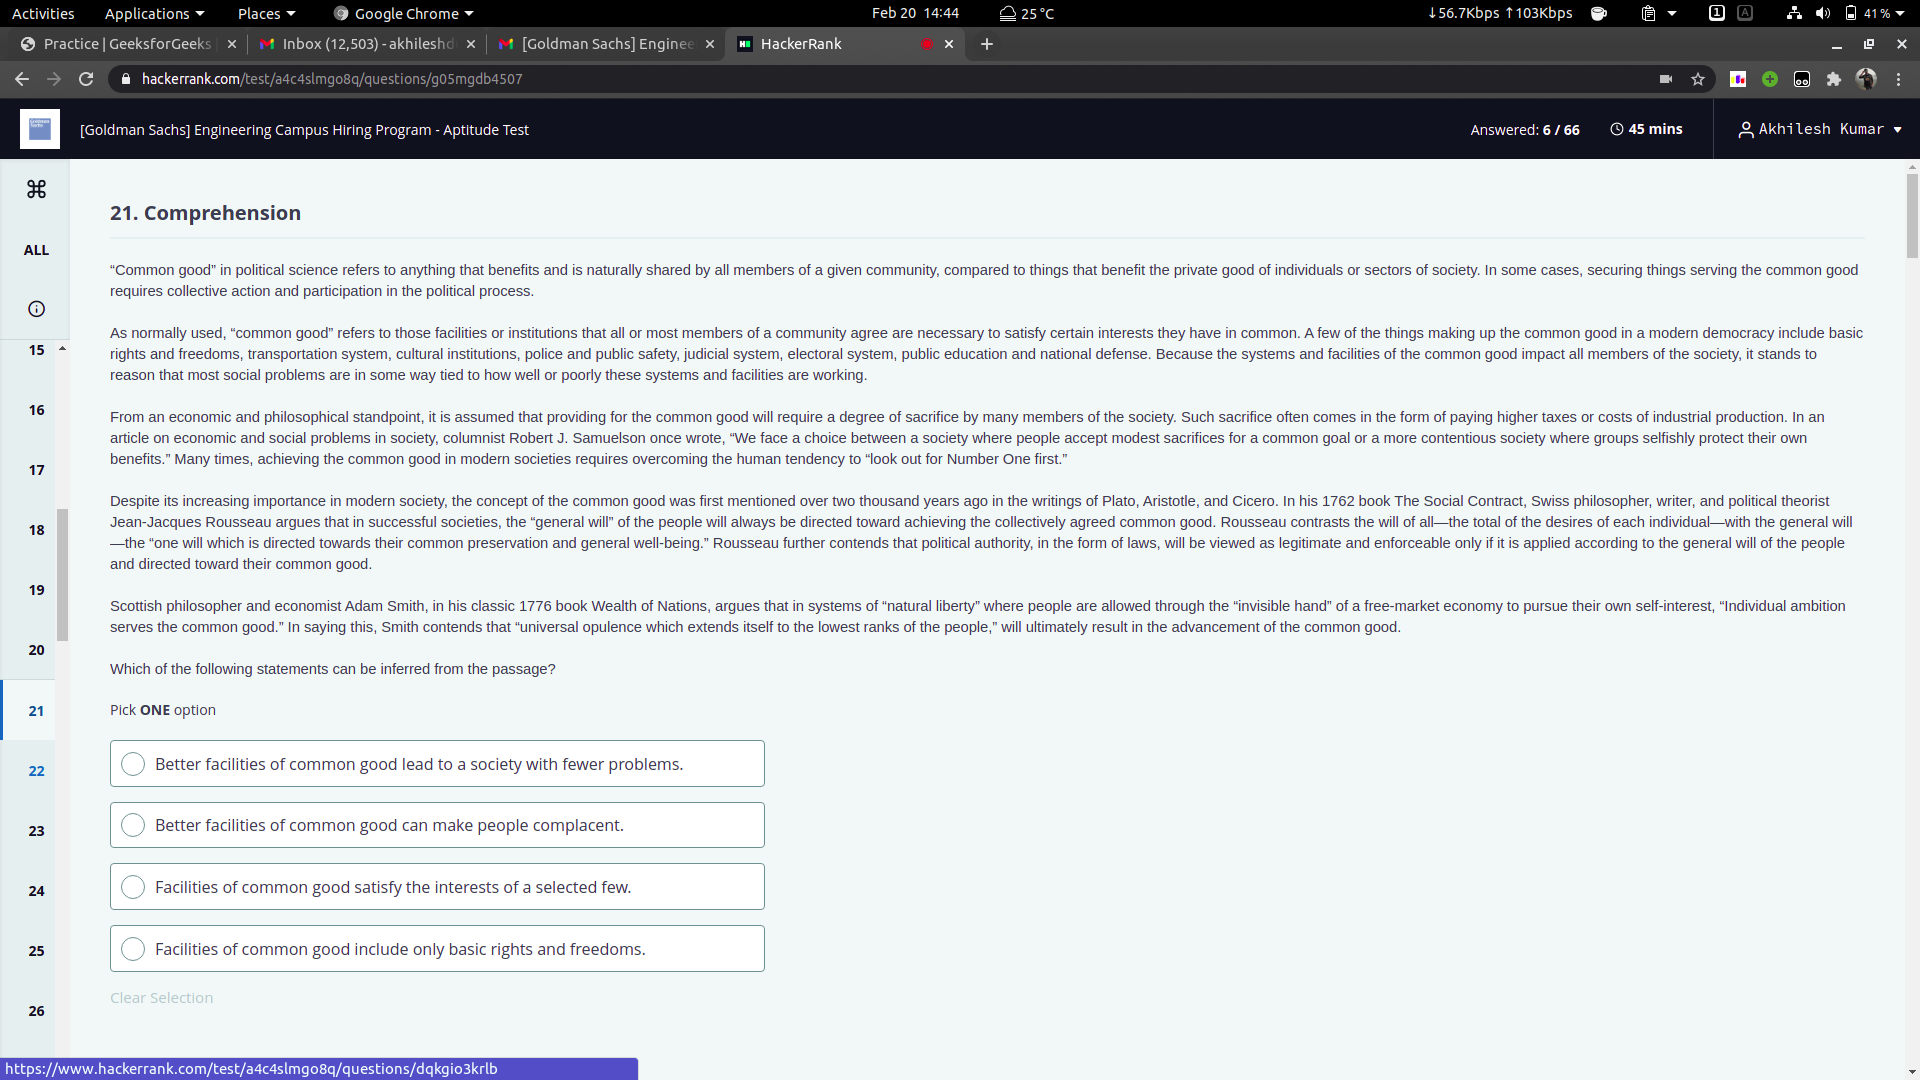 Activities Applications Places Google Chrome Feb 20 14:44 25 °C ↓56.7Kbps ↑103Kbps 1 A 41 %
Practice | GeeksforGeeks Inbox (12,503) - akhileshd [Goldman Sachs] Enginee HackerRank
hackerrank.com/test/a4c4slmgo8q/questions/g05mgdb4507
[Goldman Sachs] Engineering Campus Hiring Program - Aptitude Test Answered: 6 / 66 45 mins Akhilesh Kumar
ALL
15
16
17
18
19
20
21
22
23
24
25
26
21. Comprehension
“Common good” in political science refers to anything that benefits and is naturally shared by all members of a given community, compared to things that benefit the private good of individuals or sectors of society. In some cases, securing things serving the common good
requires collective action and participation in the political process.
As normally used, “common good” refers to those facilities or institutions that all or most members of a community agree are necessary to satisfy certain interests they have in common. A few of the things making up the common good in a modern democracy include basic
rights and freedoms, transportation system, cultural institutions, police and public safety, judicial system, electoral system, public education and national defense. Because the systems and facilities of the common good impact all members of the society, it stands to
reason that most social problems are in some way tied to how well or poorly these systems and facilities are working.
From an economic and philosophical standpoint, it is assumed that providing for the common good will require a degree of sacrifice by many members of the society. Such sacrifice often comes in the form of paying higher taxes or costs of industrial production. In an
article on economic and social problems in society, columnist Robert J. Samuelson once wrote, “We face a choice between a society where people accept modest sacrifices for a common goal or a more contentious society where groups selfishly protect their own
benefits.” Many times, achieving the common good in modern societies requires overcoming the human tendency to “look out for Number One first.”
Despite its increasing importance in modern society, the concept of the common good was first mentioned over two thousand years ago in the writings of Plato, Aristotle, and Cicero. In his 1762 book The Social Contract, Swiss philosopher, writer, and political theorist
Jean-Jacques Rousseau argues that in successful societies, the “general will” of the people will always be directed toward achieving the collectively agreed common good. Rousseau contrasts the will of all—the total of the desires of each individual—with the general will
—the “one will which is directed towards their common preservation and general well-being.” Rousseau further contends that political authority, in the form of laws, will be viewed as legitimate and enforceable only if it is applied according to the general will of the people
and directed toward their common good.
Scottish philosopher and economist Adam Smith, in his classic 1776 book Wealth of Nations, argues that in systems of “natural liberty” where people are allowed through the “invisible hand” of a free-market economy to pursue their own self-interest, “Individual ambition
serves the common good.” In saying this, Smith contends that “universal opulence which extends itself to the lowest ranks of the people,” will ultimately result in the advancement of the common good.
Which of the following statements can be inferred from the passage?
Pick ONE option
Better facilities of common good lead to a society with fewer problems.
Better facilities of common good can make people complacent.
Facilities of common good satisfy the interests of a selected few.
Facilities of common good include only basic rights and freedoms.
Clear Selection
https://www.hackerrank.com/test/a4c4slmgo8q/questions/dqkgio3krlb